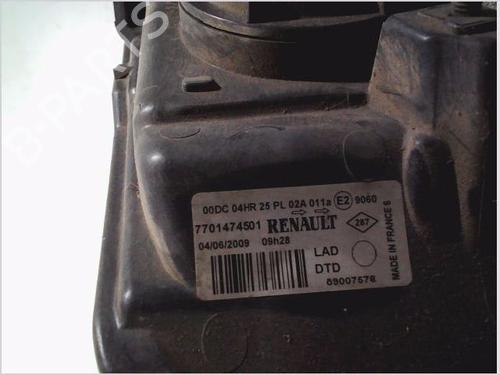 B-PARTS
00DC 04HR 25 PL 02A 011a E2 9060
7701474501 RENAULT 267
04/06/2009 09h28
LAD
DTD
89007578
MADE IN FRANCE S